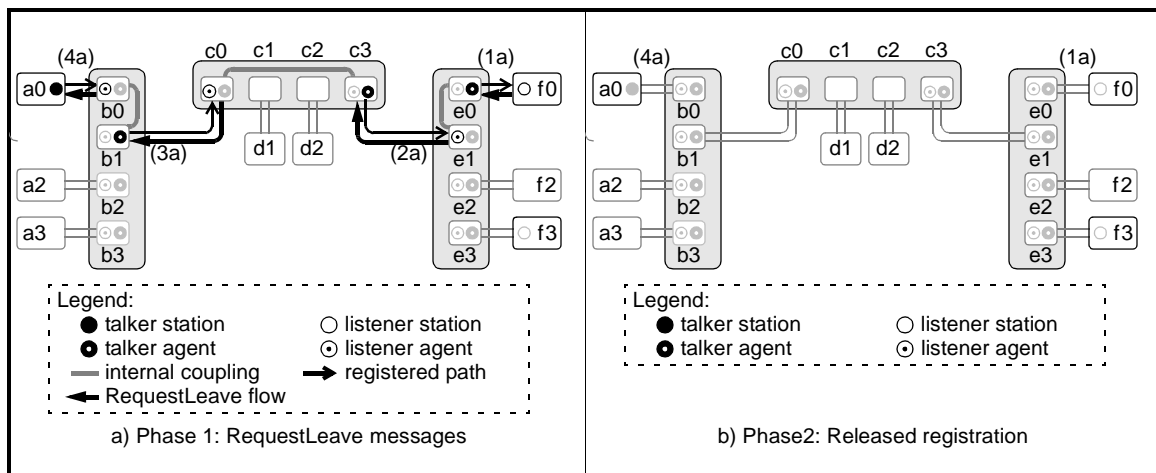 (4a) c0 c1 c2 c3 (1a)
a0 b0 e0 f0
b1 (3a) d1 d2 (2a) e1
a2 b2 e2 f2
a3 b3 e3 f3
Legend:
talker station listener station
talker agent listener agent
internal coupling registered path
RequestLeave flow
a) Phase 1: RequestLeave messages
(4a) c0 c1 c2 c3 (1a)
a0 b0 e0 f0
b1 d1 d2 e1
a2 b2 e2 f2
a3 b3 e3 f3
Legend:
talker station listener station
talker agent listener agent
b) Phase2: Released registration